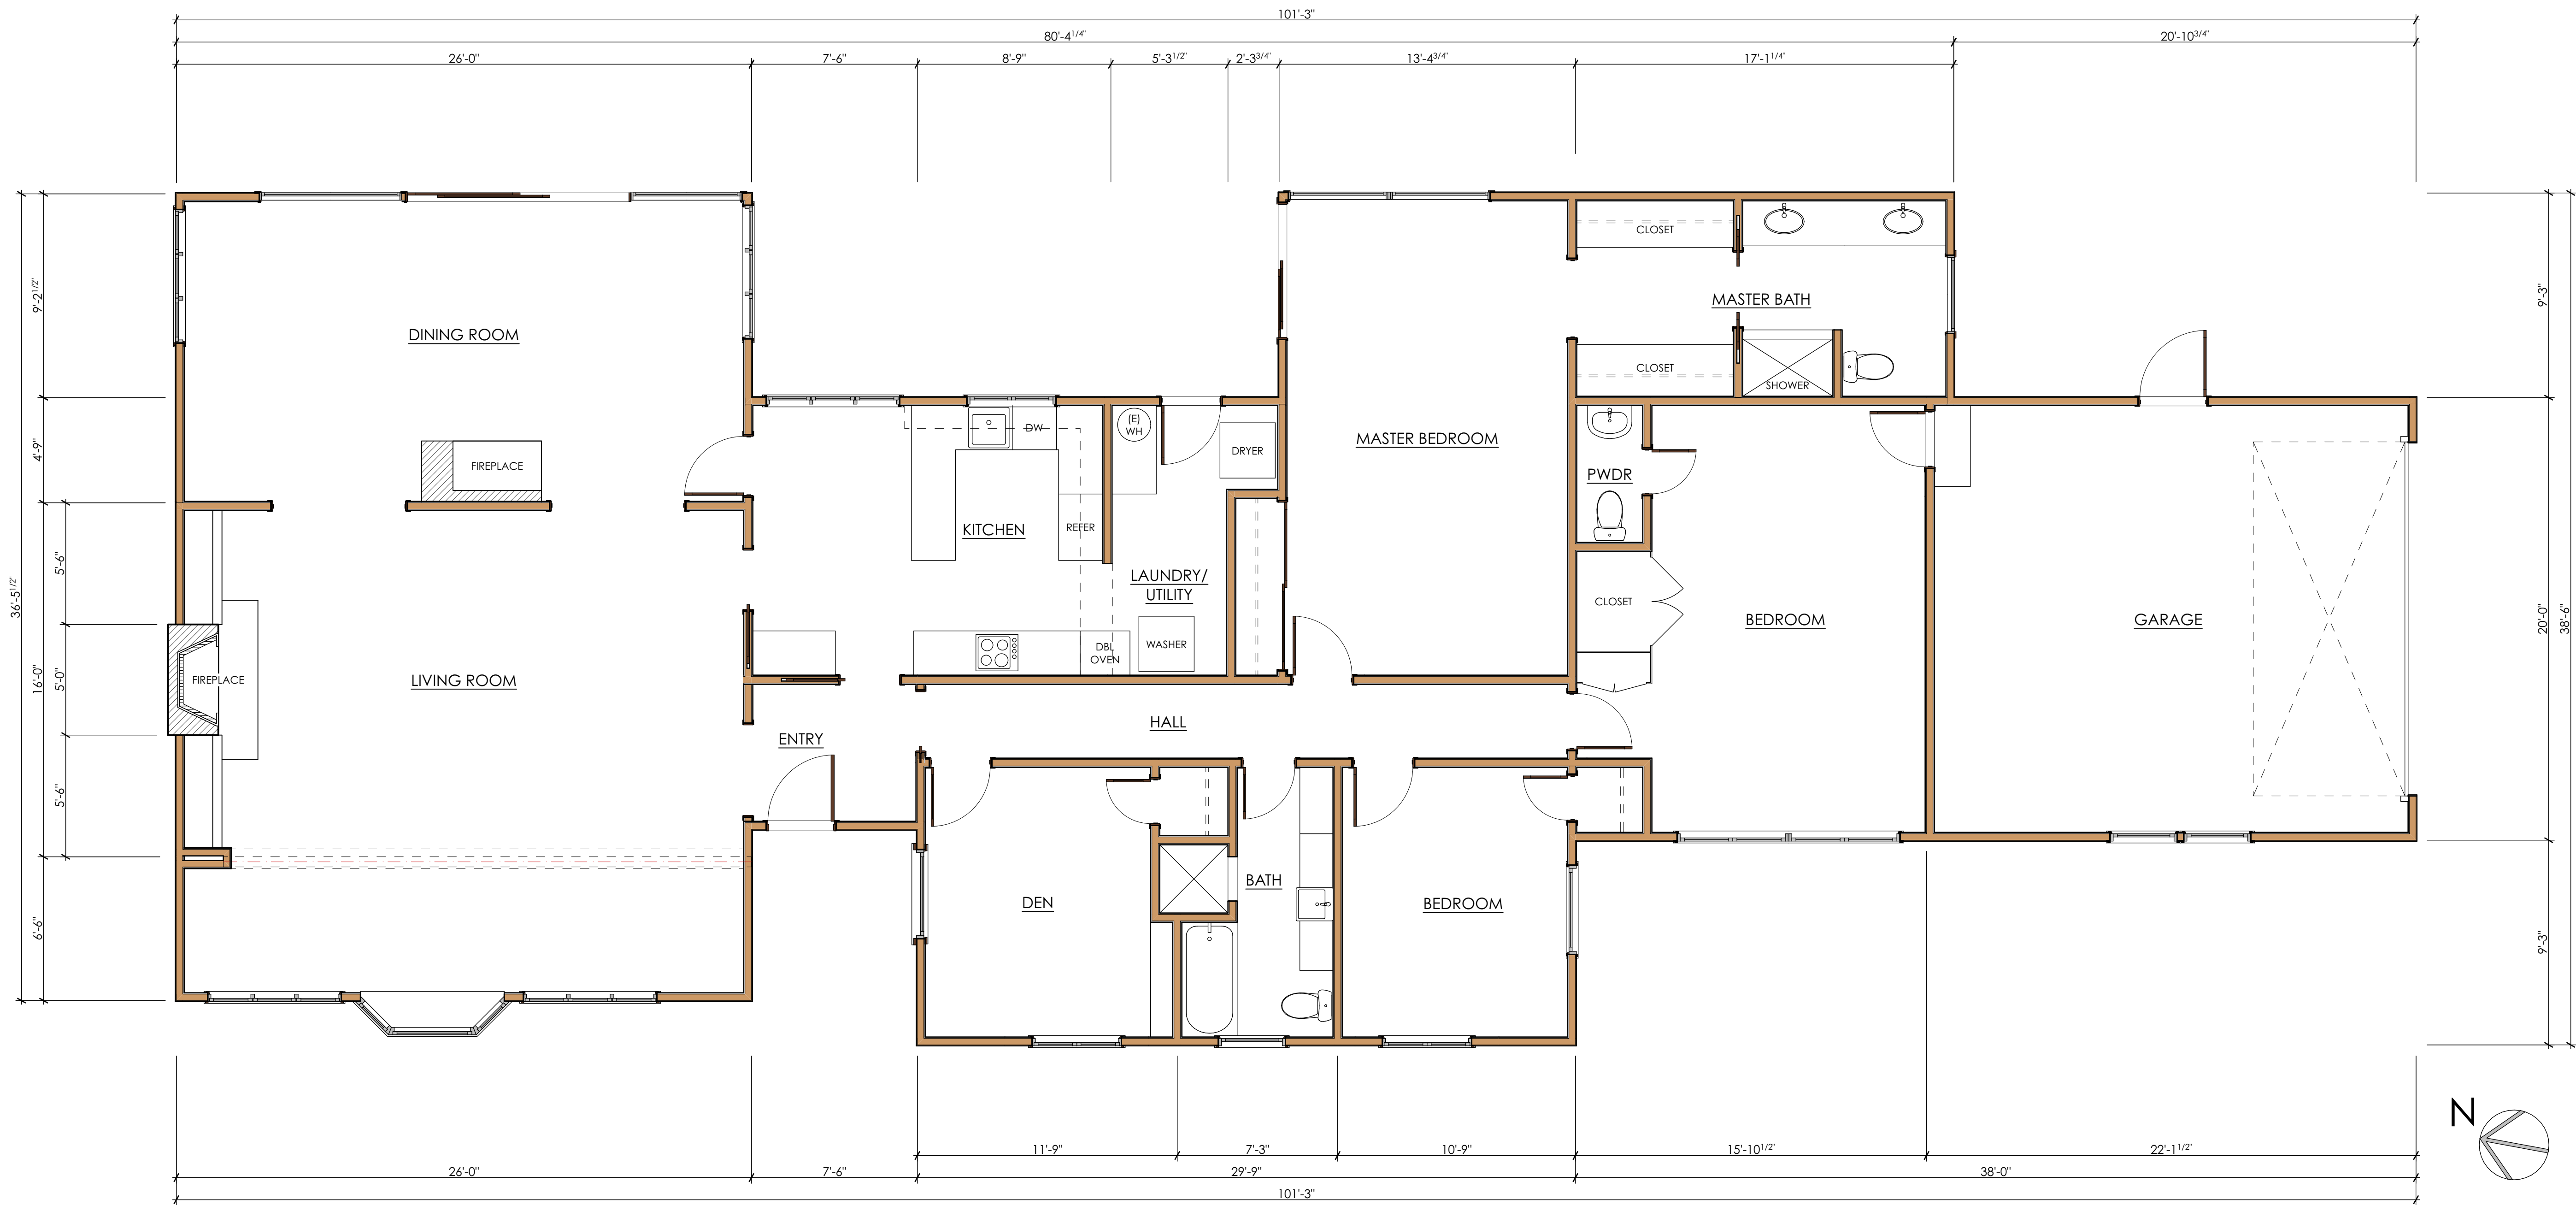 101'-3"
80'-4 1/4"
20'-10 3/4"
26'-0"
7'-6"
8'-9"
5'-3 1/2"
2'-3 3/4"
13'-4 3/4"
17'-1 1/4"
CLOSET
MASTER BATH
9'-2 1/2"
9'-3"
DINING ROOM
CLOSET
SHOWER
(E)
WH
DW
MASTER BEDROOM
4'-9"
DRYER
FIREPLACE
PWDR
KITCHEN
REFER
5'-6"
LAUNDRY/
UTILITY
36'-5 1/2"
CLOSET
BEDROOM
GARAGE
20'-0"
38'-6"
WASHER
DBL
OVEN
16'-0"
5'-0"
FIREPLACE
LIVING ROOM
HALL
ENTRY
5'-6"
BATH
DEN
BEDROOM
6'-6"
9'-3"
N
11'-9"
7'-3"
10'-9"
15'-10 1/2"
22'-1 1/2"
26'-0"
7'-6"
29'-9"
38'-0"
101'-3"